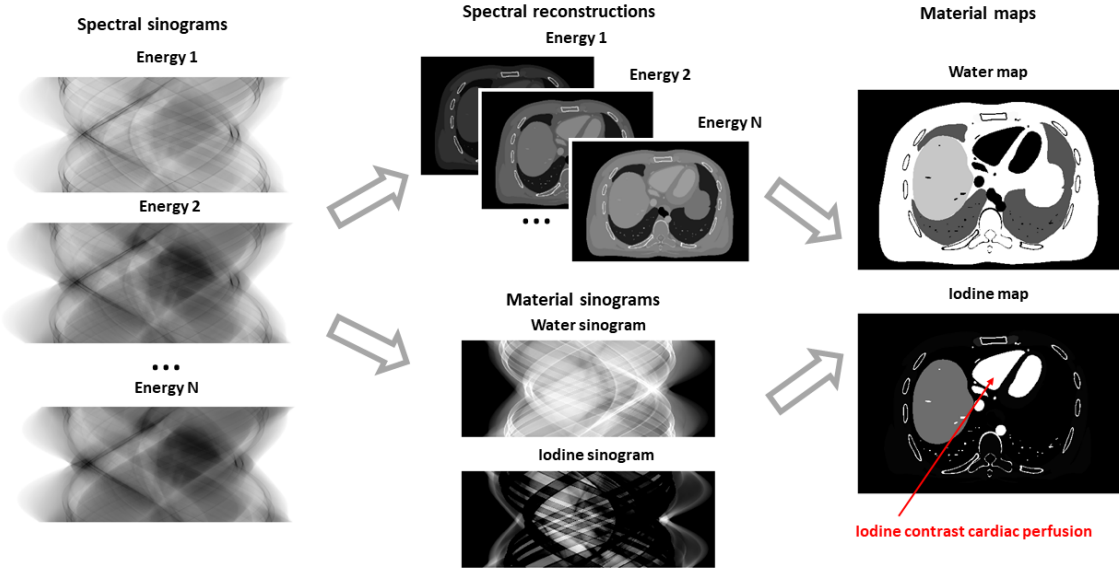 Spectral sinograms
Energy 1
Energy 2
...
Energy N
Spectral reconstructions
Energy 1
Energy 2
Energy N
...
Material sinograms
Water sinogram
Iodine sinogram
Material maps
Water map
Iodine map
Iodine contrast cardiac perfusion